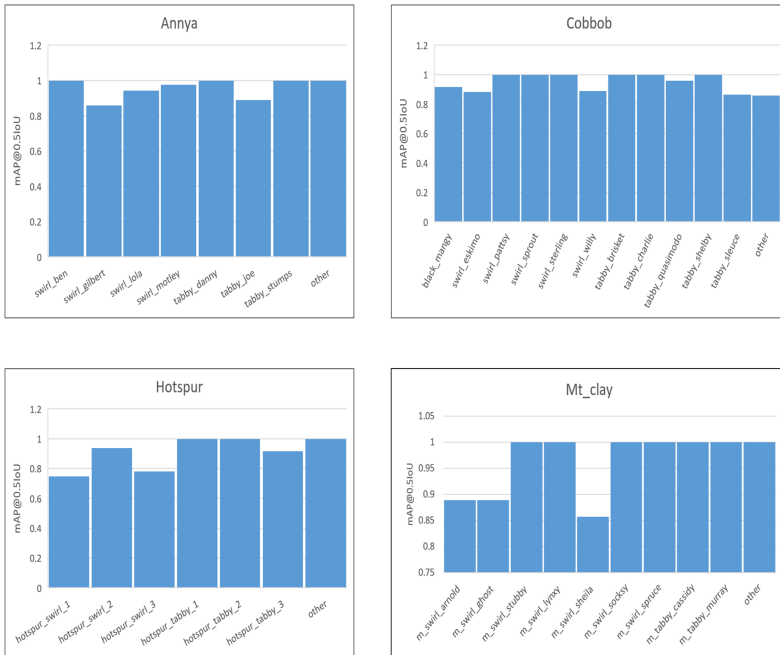 Annya
1.2
1
0.8
0.6
0.4
0.2
0
mAP@0.5IoU
swirl_ben
swirl_gilbert
swirl_lola
swirl_motley
tabby_danny
tabby_joe
tabby_stumps
other
Cobbob
1.2
1
0.8
0.6
0.4
0.2
0
mAP@0.5IoU
black_mangy
swirl_eskimo
swirl_pattsy
swirl_sprout
swirl_sterling
swirl_willy
tabby_brisket
tabby_charlie
tabby_quasimodo
tabby_shelby
tabby_sleuce
other
Hotspur
1.2
1
0.8
0.6
0.4
0.2
0
mAP@0.5IoU
hotspur_swirl_1
hotspur_swirl_2
hotspur_swirl_3
hotspur_tabby_1
hotspur_tabby_2
hotspur_tabby_3
other
Mt_clay
1.05
1
0.95
0.9
0.85
0.8
0.75
mAP@0.5IoU
m_swirl_arnold
m_swirl_ghost
m_swirl_stubby
m_swirl_lynxy
m_swirl_sheila
m_swirl_socksy
m_swirl_spruce
m_tabby_cassidy
m_tabby_murray
other